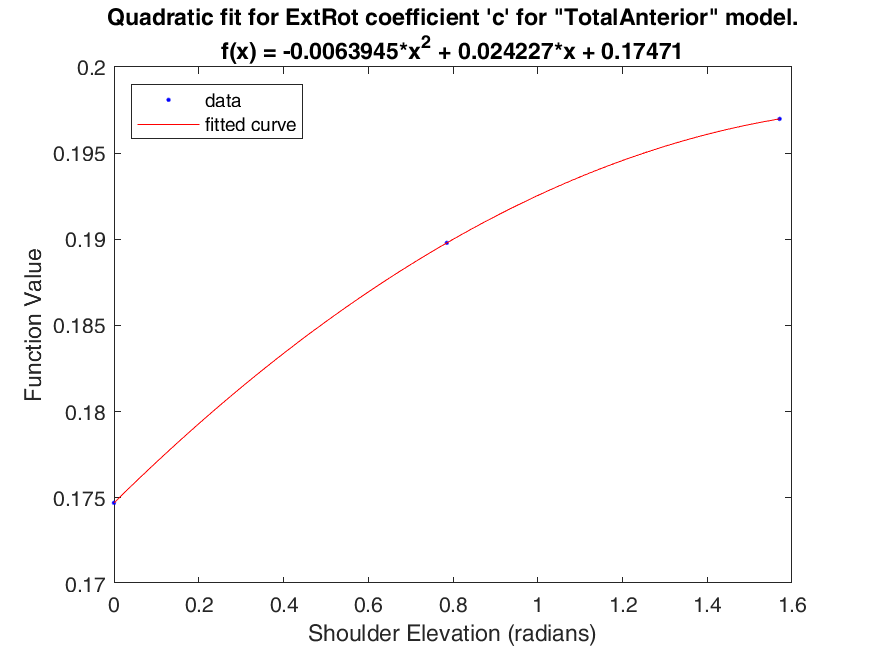 Quadratic fit for ExtRot coefficient 'c' for "TotalAnterior" model.
f(x) = -0.0063945*x² + 0.024227*x + 0.17471
0.2
0.195
0.19
0.185
0.18
0.175
0.17
Function Value
data
fitted curve
0 0.2 0.4 0.6 0.8 1 1.2 1.4 1.6
Shoulder Elevation (radians)